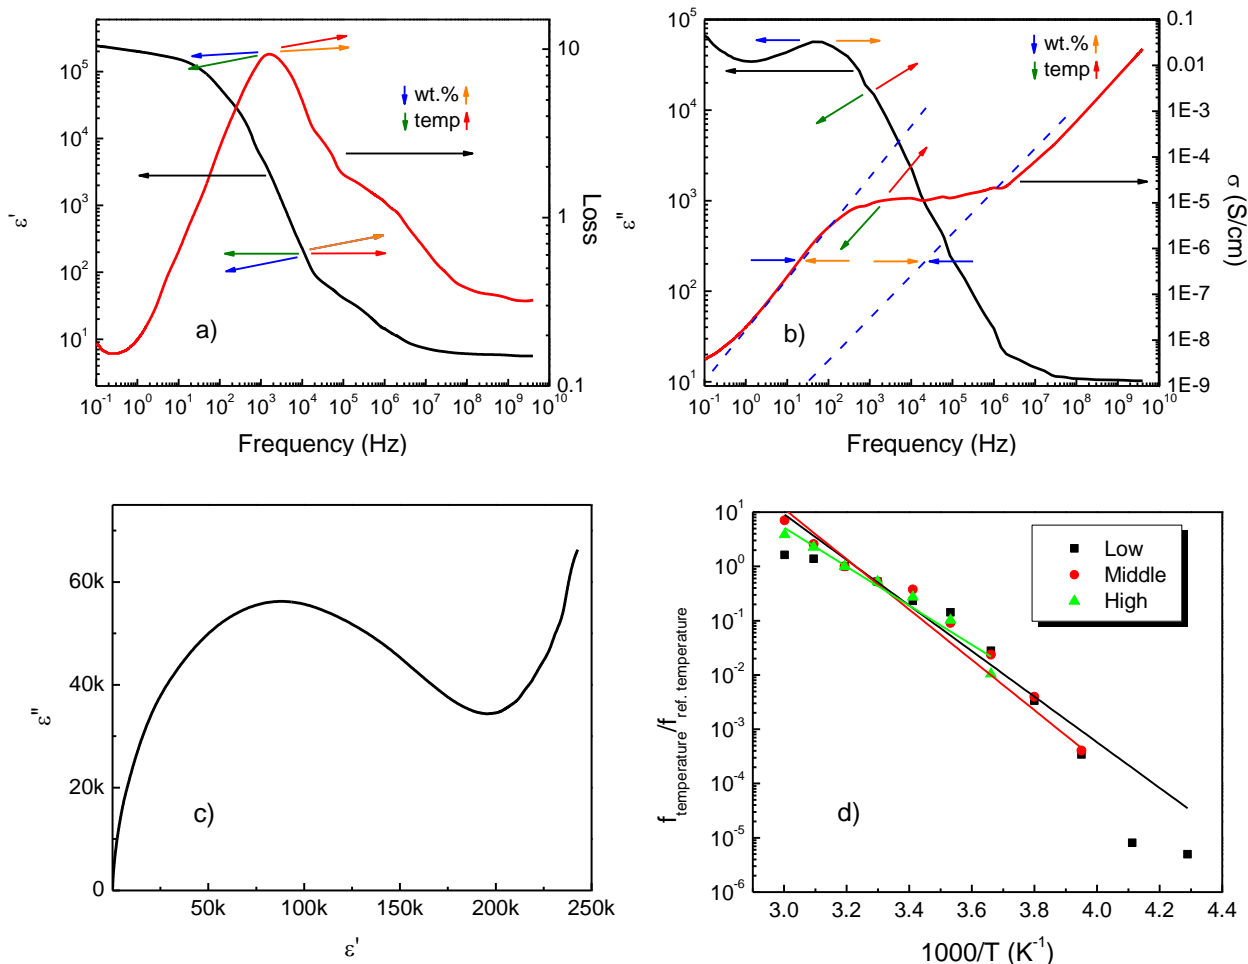 10^5
10^4
10^3
10^2
10^1
ε'
10
1
0.1
Loss
wt.%
temp
a)
10^-1 10^0 10^1 10^2 10^3 10^4 10^5 10^6 10^7 10^8 10^9 10^10
Frequency (Hz)
10^5
10^4
10^3
10^2
10^1
ε"
0.1
0.01
1E-3
1E-4
1E-5
1E-6
1E-7
1E-8
1E-9
σ (S/cm)
wt.%
temp
b)
10^-1 10^0 10^1 10^2 10^3 10^4 10^5 10^6 10^7 10^8 10^9 10^10
Frequency (Hz)
60k
40k
20k
0
ε"
c)
50k 100k 150k 200k 250k
ε'
10^1
10^0
10^-1
10^-2
10^-3
10^-4
10^-5
10^-6
f_temperature/f_ref. temperature
Low
Middle
High
d)
3.0 3.2 3.4 3.6 3.8 4.0 4.2 4.4
1000/T (K^-1)